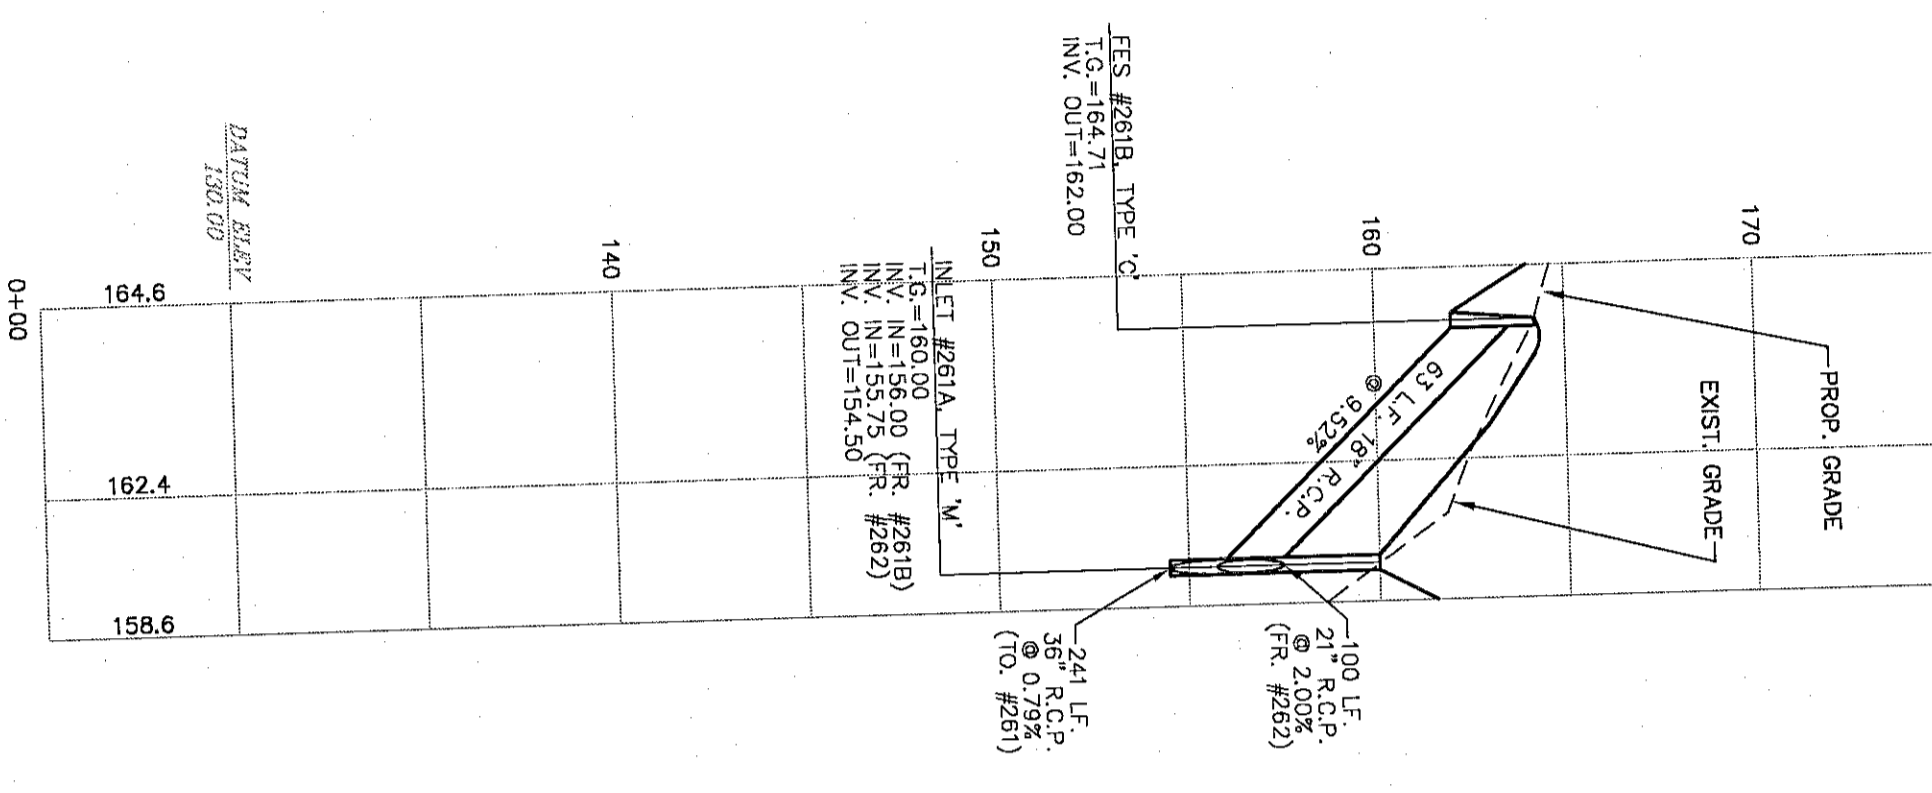 FES #261B, TYPE 'C'
T.G.=164.71
INV. OUT=162.00
INLET #261A, TYPE 'M'
T.G.=160.00
INV. IN=156.00 (FR. #261B)
INV. IN=155.75 (FR. #262)
INV. OUT=154.50
PROP. GRADE
EXIST. GRADE
63 L.F. 18" R.C.P.
@ 9.52%
100 LF.
21" R.C.P.
@ 2.00%
(FR. #262)
241 LF.
36" R.C.P.
@ 0.79%
(TO. #261)
170
160
150
140
DATUM ELEV
130.00
164.6
162.4
158.6
0+00